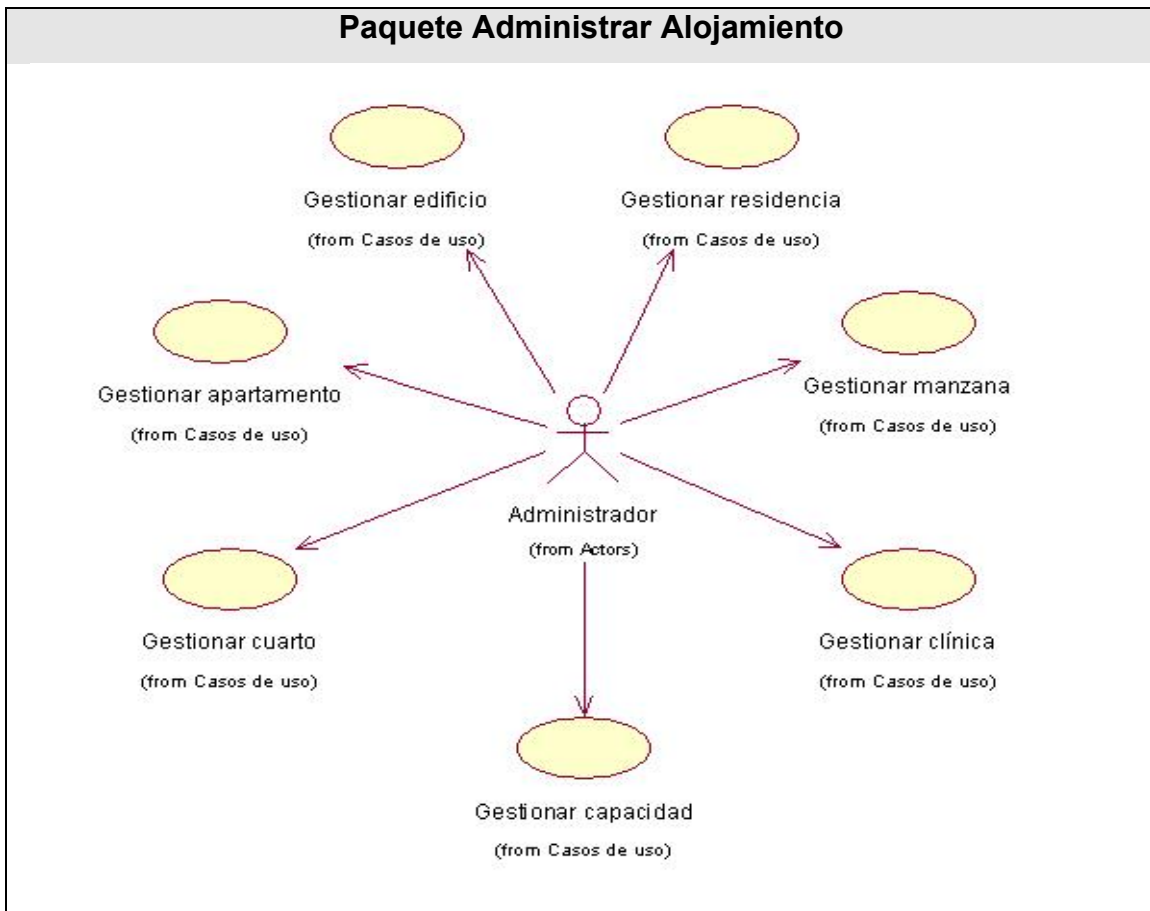 Paquete Administrar Alojamiento
Gestionar edificio
(from Casos de uso)
Gestionar residencia
(from Casos de uso)
Gestionar apartamento
(from Casos de uso)
Gestionar manzana
(from Casos de uso)
Administrador
(from Actors)
Gestionar cuarto
(from Casos de uso)
Gestionar clínica
(from Casos de uso)
Gestionar capacidad
(from Casos de uso)